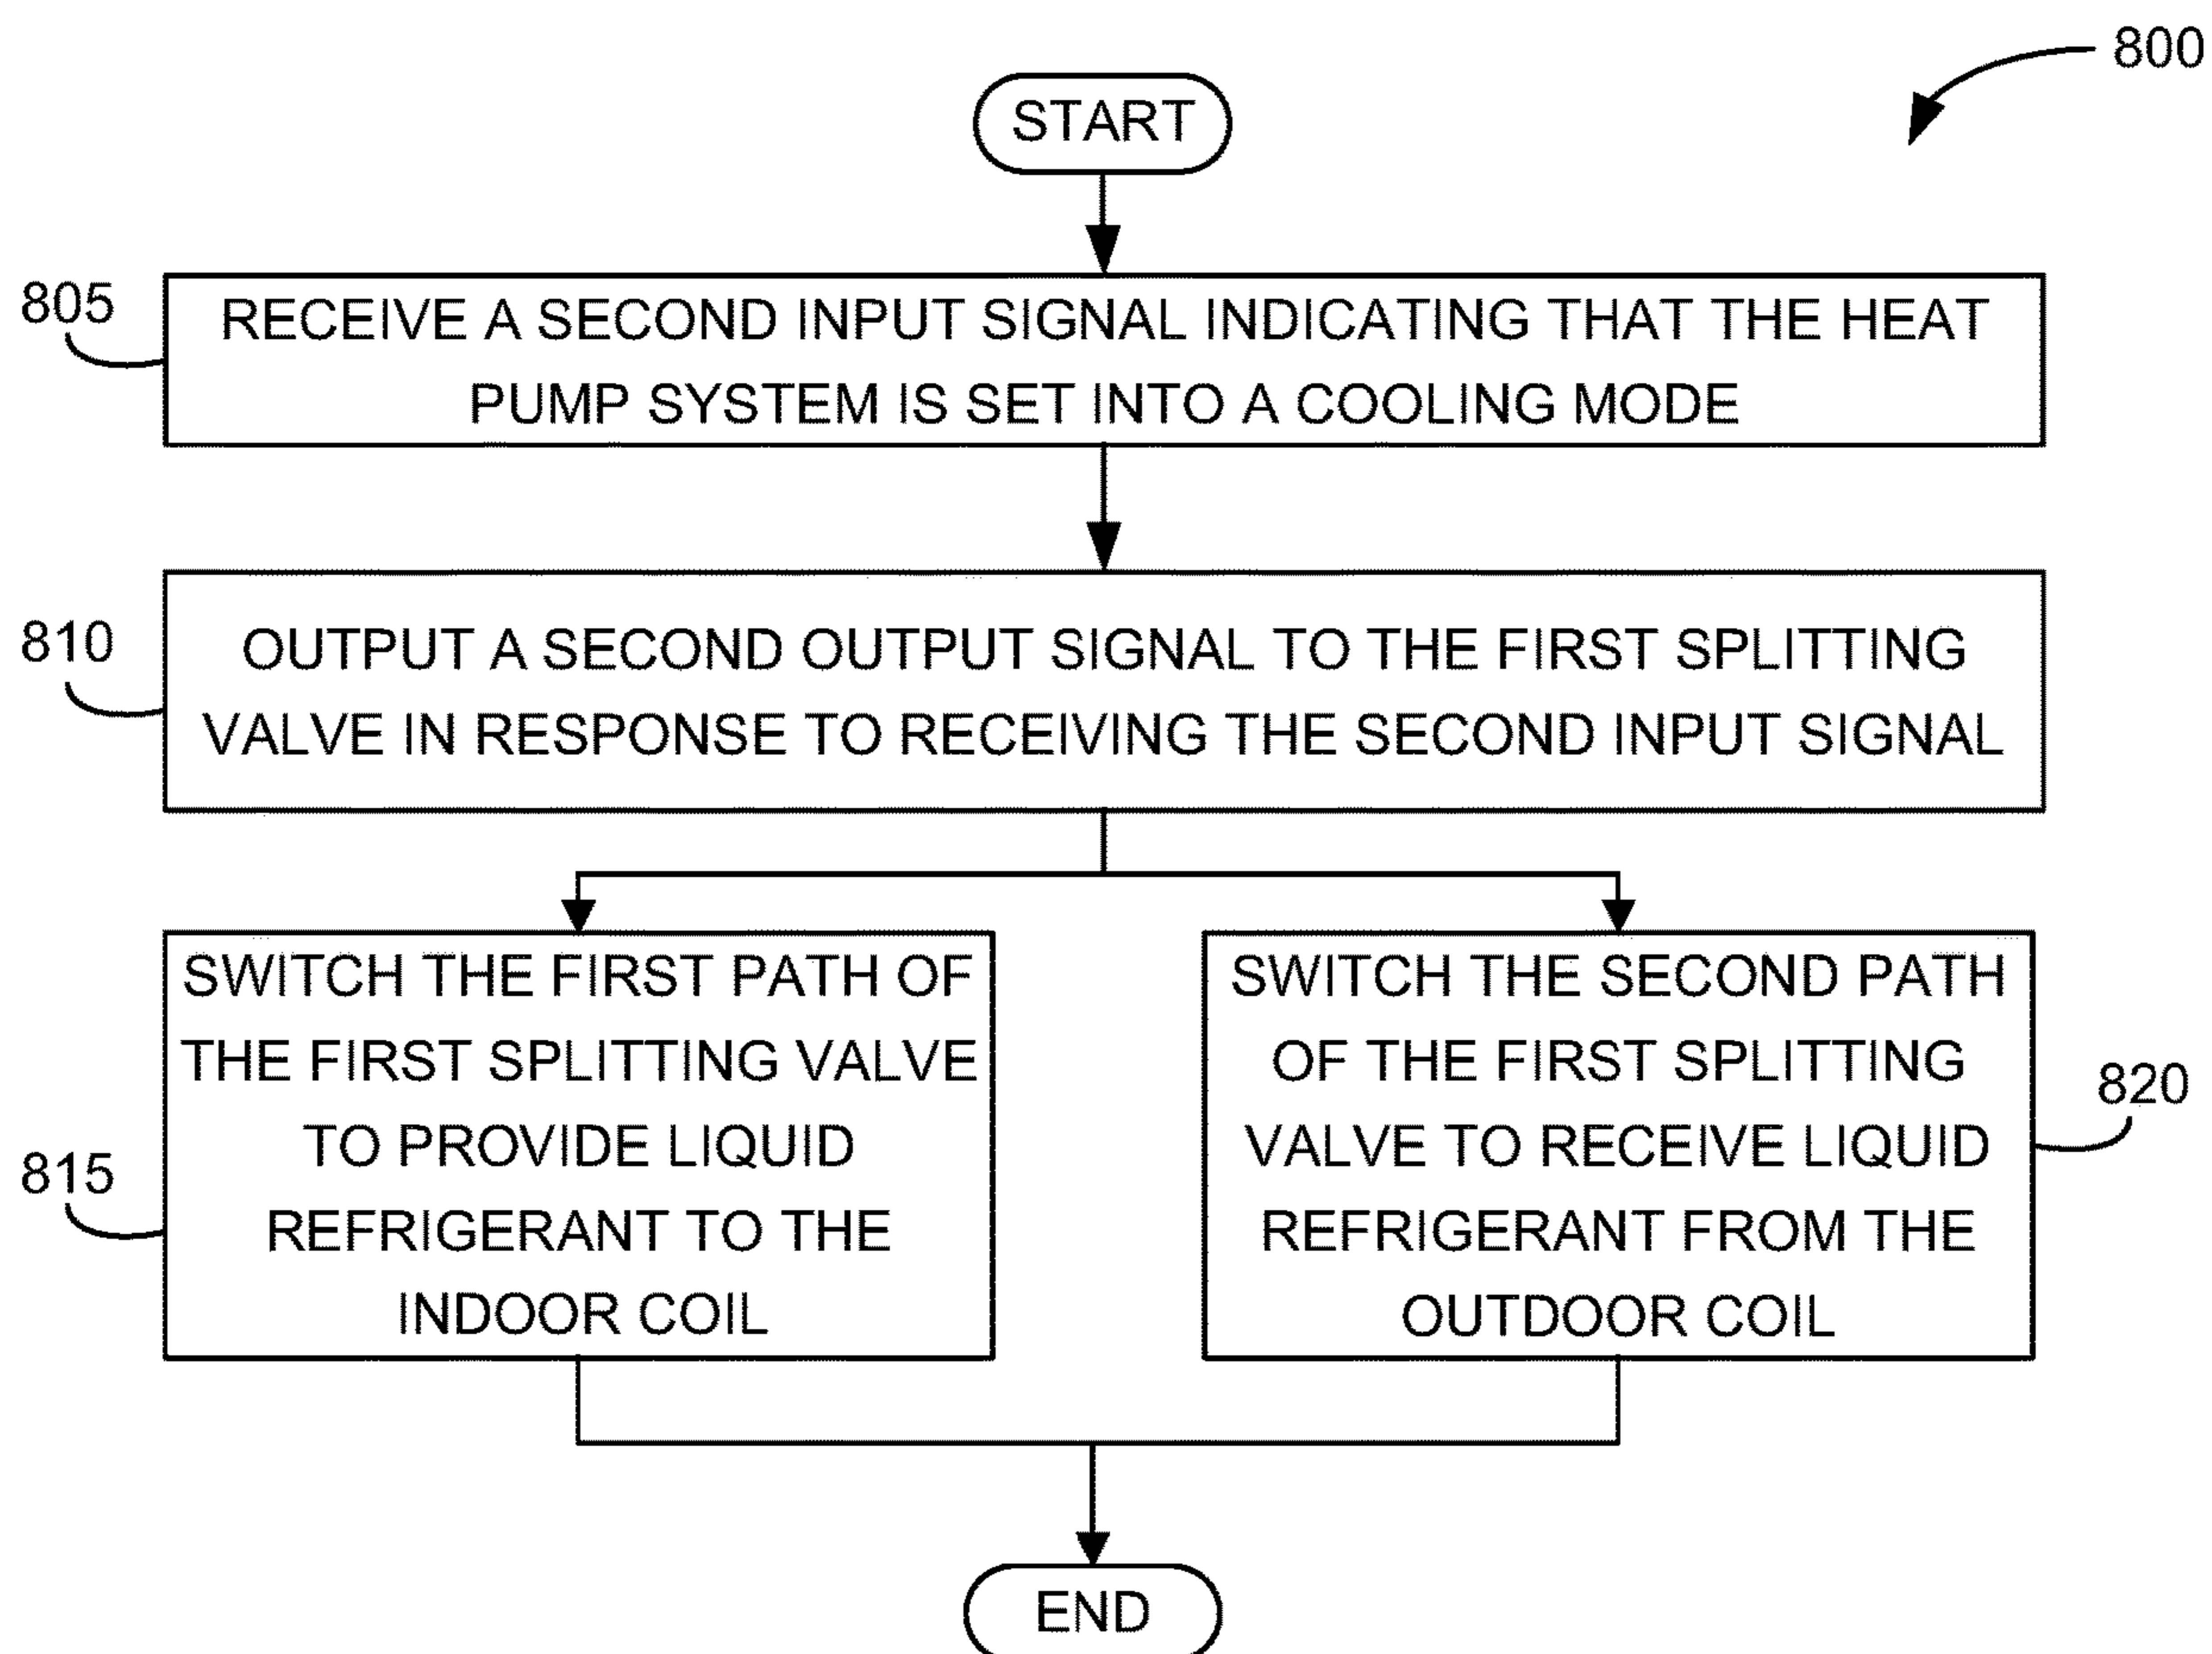 800
START
805
RECEIVE A SECOND INPUT SIGNAL INDICATING THAT THE HEAT
PUMP SYSTEM IS SET INTO A COOLING MODE
810
OUTPUT A SECOND OUTPUT SIGNAL TO THE FIRST SPLITTING
VALVE IN RESPONSE TO RECEIVING THE SECOND INPUT SIGNAL
815
SWITCH THE FIRST PATH OF
THE FIRST SPLITTING VALVE
TO PROVIDE LIQUID
REFRIGERANT TO THE
INDOOR COIL
SWITCH THE SECOND PATH
OF THE FIRST SPLITTING
VALVE TO RECEIVE LIQUID
REFRIGERANT FROM THE
OUTDOOR COIL
820
END